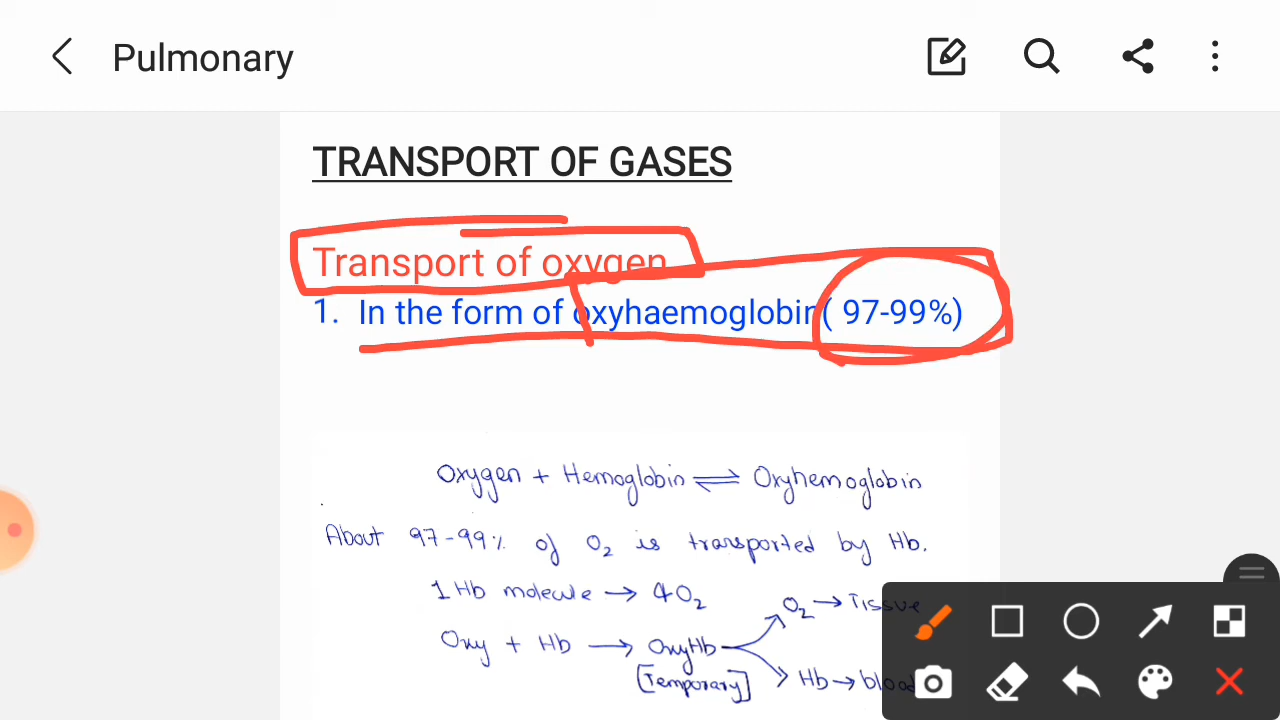 Pulmonary
TRANSPORT OF GASES
Transport of oxygen
1. In the form of oxyhaemoglobin( 97-99%)
Oxygen + Hemoglobin ⇌ Oxyhemoglobin
About 97-99% of O₂ is transported by Hb.
1 Hb molecule → 4O₂
O₂ → Tissue
Oxy + Hb → OxyHb
[Temporary]
Hb → blood